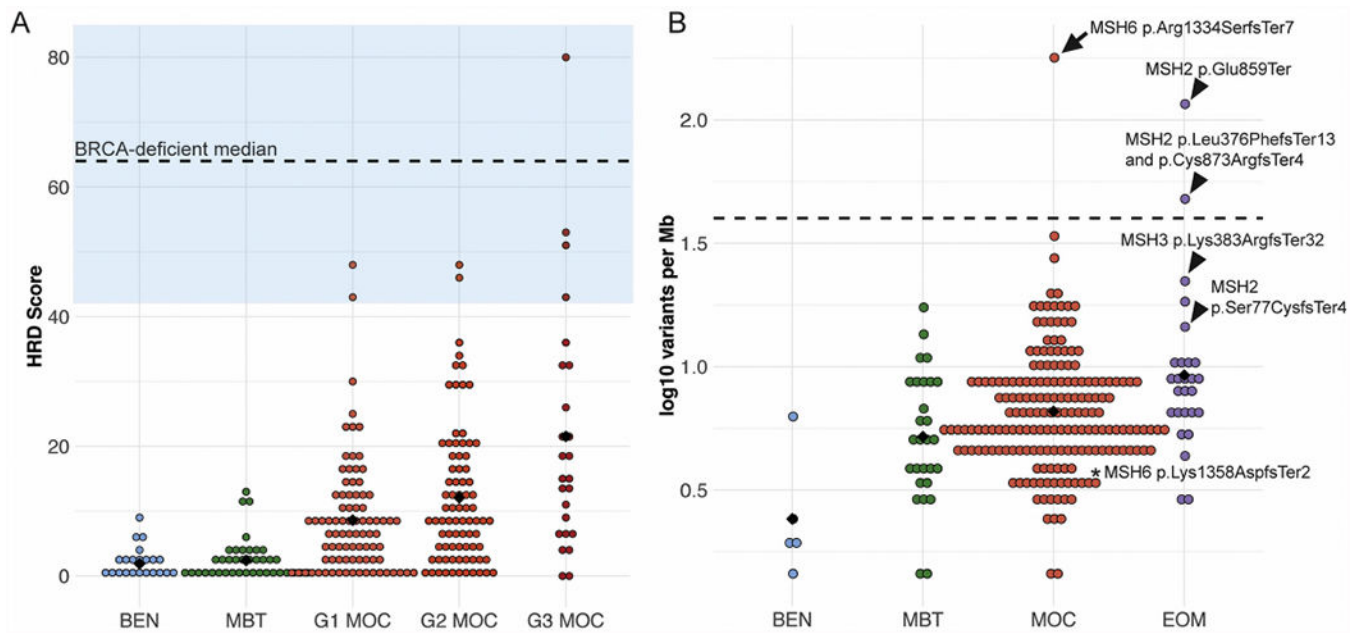 A
80
60
40
20
0
HRD Score
BRCA-deficient median
BEN
MBT
G1 MOC
G2 MOC
G3 MOC
B
2.0
1.5
1.0
0.5
log10 variants per Mb
MSH6 p.Arg1334SerfsTer7
MSH2 p.Glu859Ter
MSH2 p.Leu376PhefsTer13
and p.Cys873ArgfsTer4
MSH3 p.Lys383ArgfsTer32
MSH2
p.Ser77CysfsTer4
*MSH6 p.Lys1358AspfsTer2
BEN
MBT
MOC
EOM